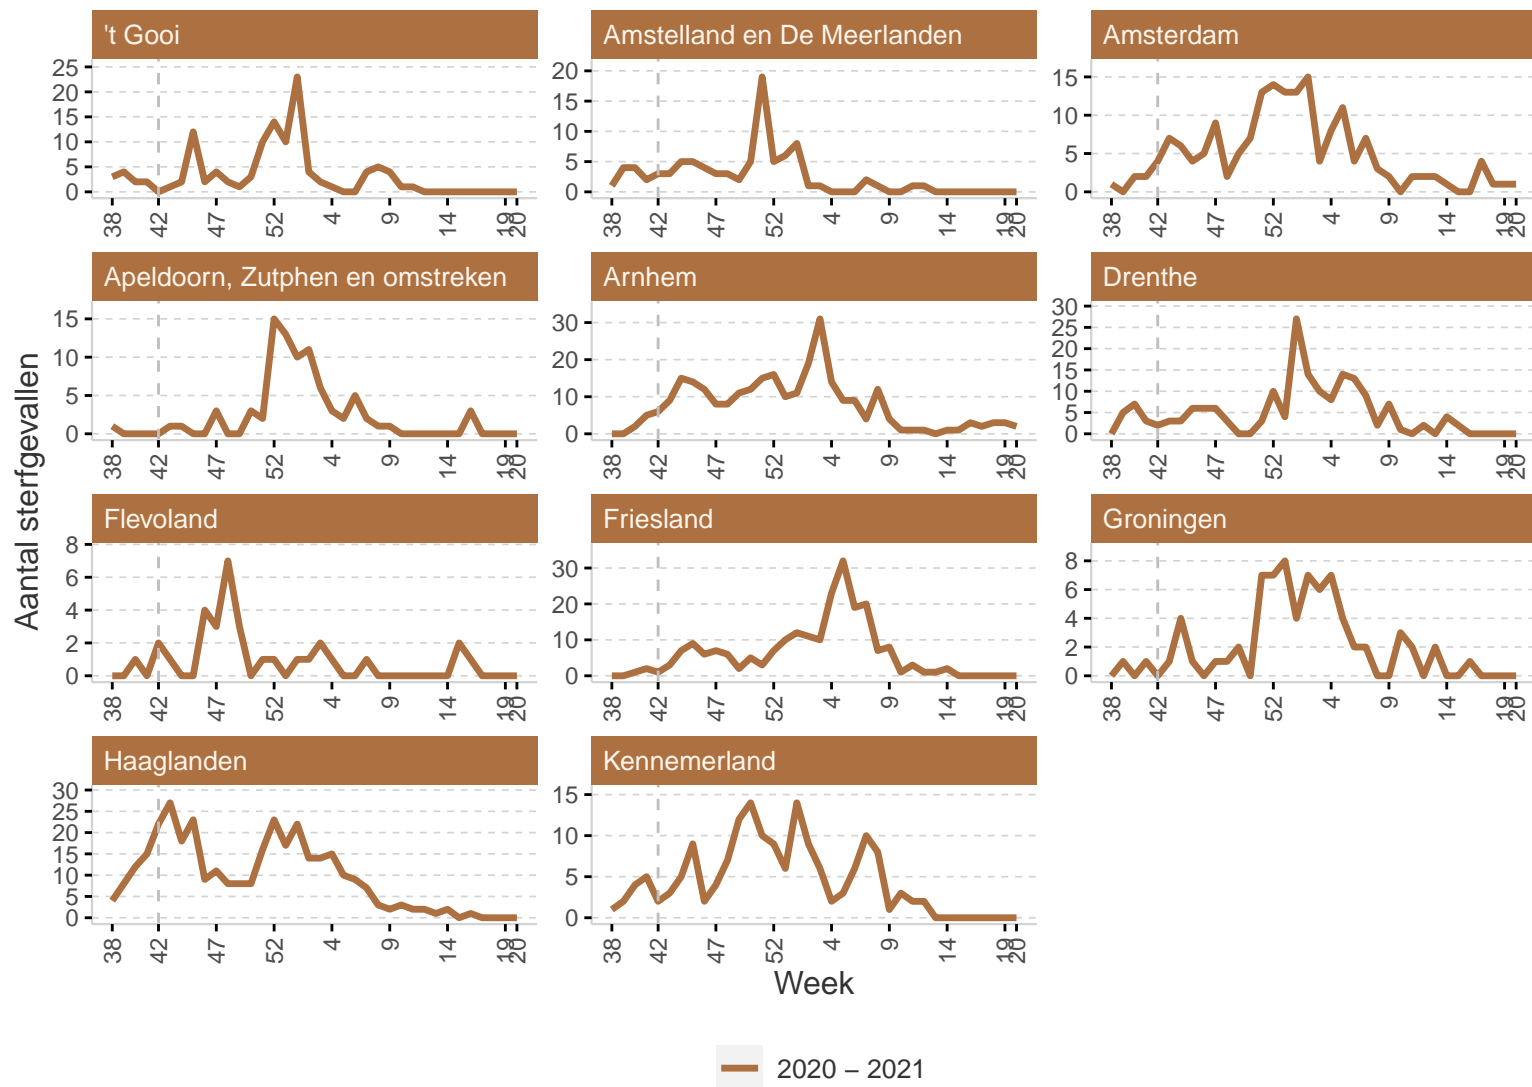 't Gooi
25
20
15
10
5
0
38 42 47 52 4 9 14 19 20
Amstelland en De Meerlanden
20
15
10
5
0
38 42 47 52 4 9 14 19 20
Amsterdam
15
10
5
0
38 42 47 52 4 9 14 19 20
Apeldoorn, Zutphen en omstreken
15
10
5
0
38 42 47 52 4 9 14 19 20
Arnhem
30
20
10
0
38 42 47 52 4 9 14 19 20
Drenthe
30
25
20
15
10
5
0
38 42 47 52 4 9 14 19 20
Aantal sterfgevallen
Flevoland
8
6
4
2
0
38 42 47 52 4 9 14 19 20
Friesland
30
20
10
0
38 42 47 52 4 9 14 19 20
Groningen
8
6
4
2
0
38 42 47 52 4 9 14 19 20
Haaglanden
30
25
20
15
10
5
0
38 42 47 52 4 9 14 19 20
Kennemerland
15
10
5
0
38 42 47 52 4 9 14 19 20
Week
2020 – 2021